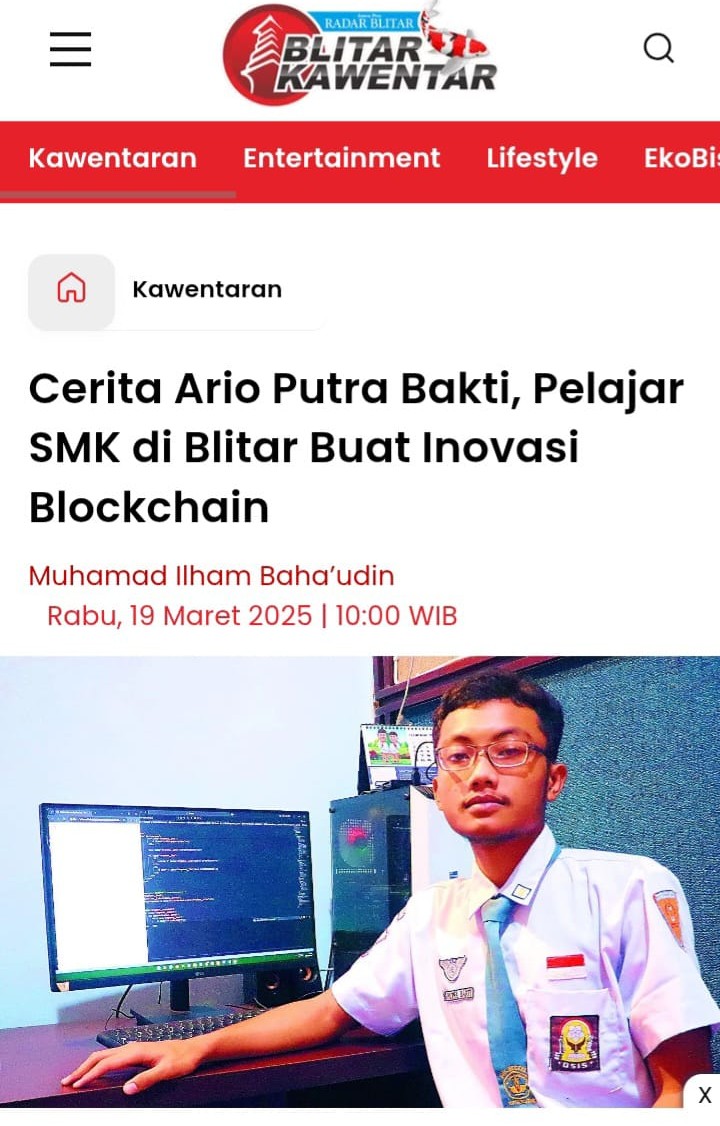 RADAR BLITAR
BLITAR
KAWENTAR
Kawentaran Entertainment Lifestyle EkoBis
Kawentaran
Cerita Ario Putra Bakti, Pelajar
SMK di Blitar Buat Inovasi
Blockchain
Muhamad Ilham Baha’udin
Rabu, 19 Maret 2025 | 10:00 WIB
OSIS
X